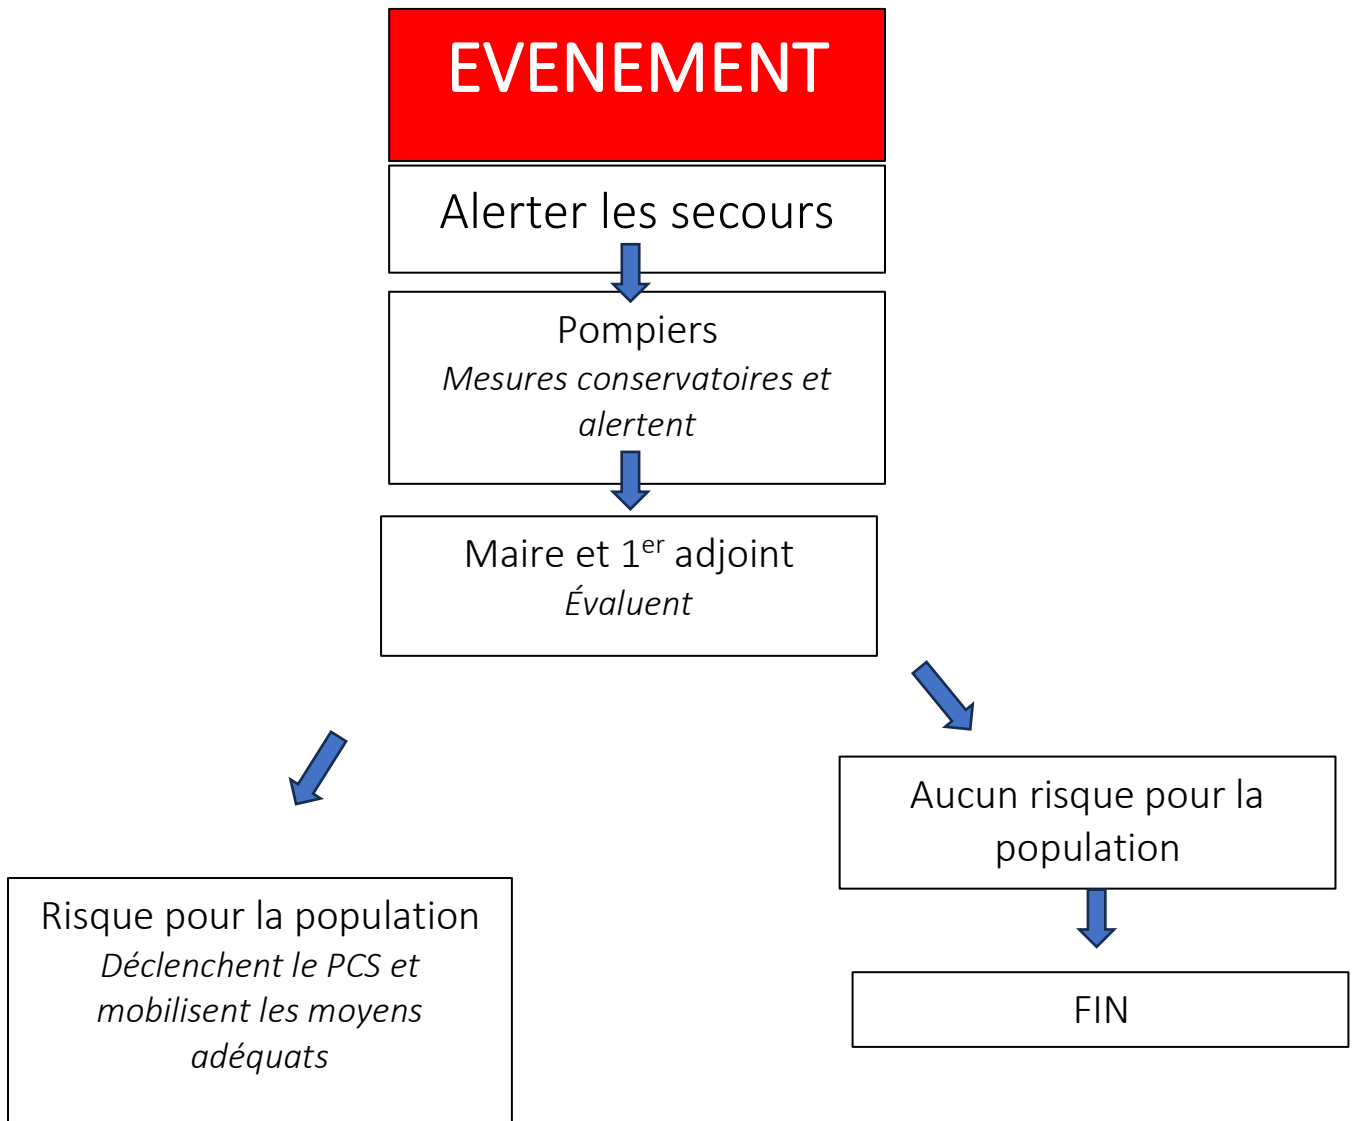 EVENEMENT
Alerter les secours
Pompiers
Mesures conservatoires et
alertent
Maire et 1er adjoint
Évaluent
Aucun risque pour la
population
Risque pour la population
Déclenchent le PCS et
mobilisent les moyens
adéquats
FIN